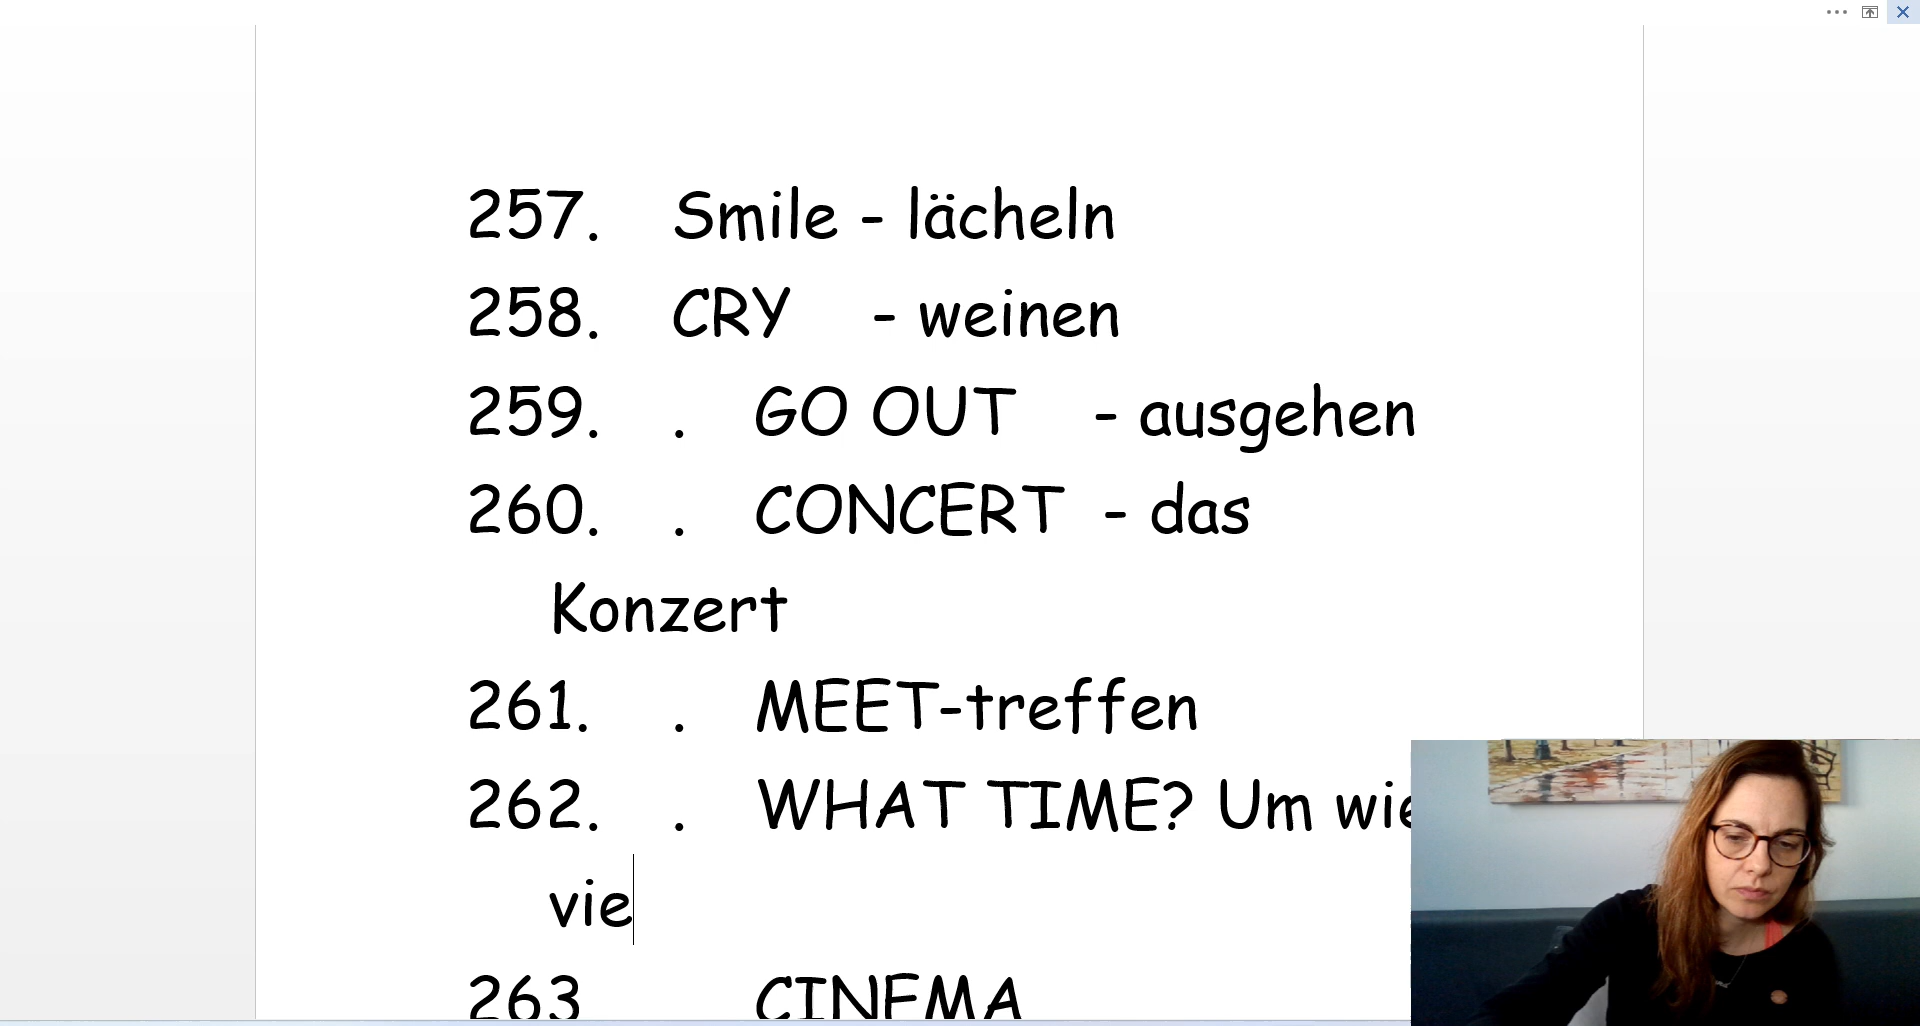 257. Smile - lächeln
258. CRY - weinen
259. . GO OUT - ausgehen
260. . CONCERT - das
Konzert
261. . MEET-treffen
262. . WHAT TIME? Um wie
vie
263 CINEMA